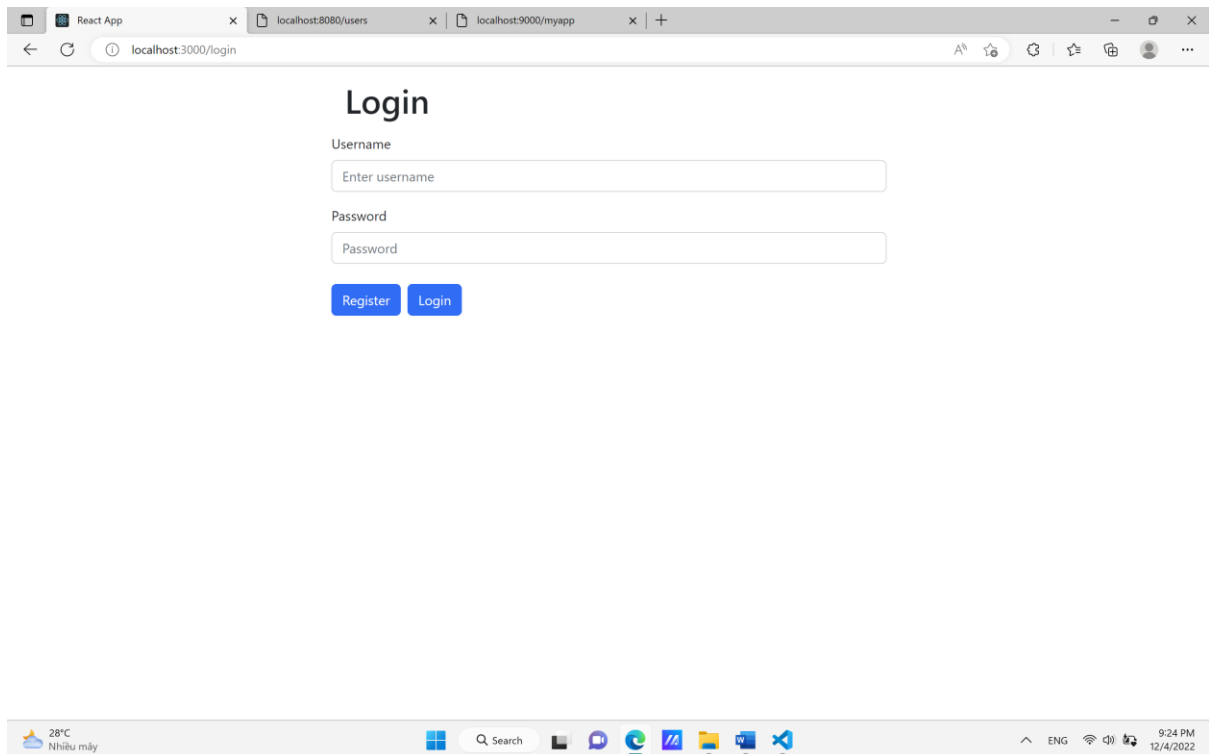 React App
localhost:8080/users
localhost:9000/myapp
localhost:3000/login
Login
Username
Enter username
Password
Password
Register Login
28°C
Nhiều mây
Search
ENG
9:24 PM
12/4/2022